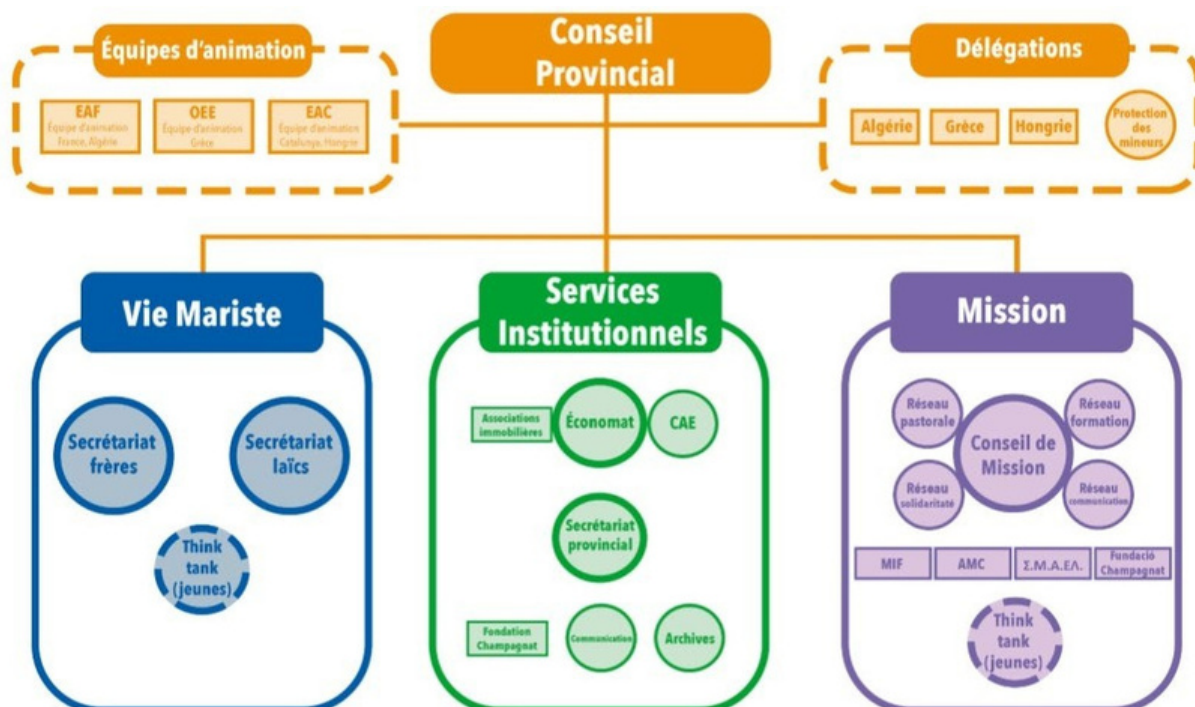 Équipes d'animation
EAF
Équipe d'animation
France, Algérie
OEE
Équipe d'animation
Grèce
EAC
Équipe d'animation
Catalunya, Hongrie
Conseil
Provincial
Délégations
Algérie
Grèce
Hongrie
Protection
des
mineurs
Vie Mariste
Secrétariat
frères
Secrétariat
laïcs
Think
tank
(jeunes)
Services
Institutionnels
Associations
immobilières
Économat
CAE
Secrétariat
provincial
Fondation
Champagnat
Communication
Archives
Mission
Réseau
pastorale
Réseau
formation
Conseil de
Mission
Réseau
solidaritaté
Réseau
communication
MIF
AMC
Σ.Μ.Α.ΕΛ.
Fundació
Champagnat
Think
tank
(jeunes)